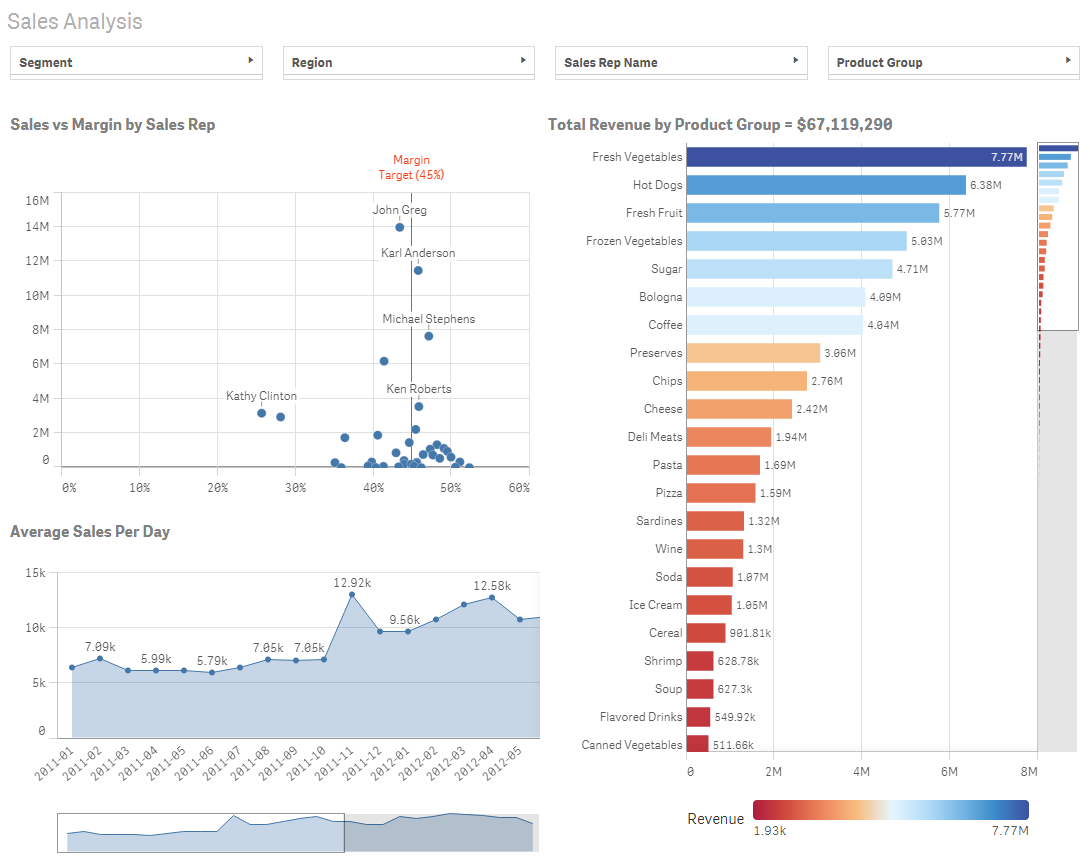 Sales Analysis
Segment
Region
Sales Rep Name
Product Group
Sales vs Margin by Sales Rep
Margin
Target (45%)
16M
14M
12M
10M
8M
6M
4M
2M
0
John Greg
Karl Anderson
Michael Stephens
Ken Roberts
Kathy Clinton
0% 10% 20% 30% 40% 50% 60%
Average Sales Per Day
15k
10k
5k
0
7.09k 5.99k 5.79k 7.05k 7.05k 12.92k 9.56k 12.58k
2011-01 2011-02 2011-03 2011-04 2011-05 2011-06 2011-07 2011-08 2011-09 2011-10 2011-11 2011-12 2012-01 2012-02 2012-03 2012-04 2012-05
Total Revenue by Product Group = $67,119,290
Fresh Vegetables 7.77M
Hot Dogs 6.38M
Fresh Fruit 5.77M
Frozen Vegetables 5.03M
Sugar 4.71M
Bologna 4.09M
Coffee 4.04M
Preserves 3.06M
Chips 2.76M
Cheese 2.42M
Deli Meats 1.94M
Pasta 1.69M
Pizza 1.59M
Sardines 1.32M
Wine 1.3M
Soda 1.07M
Ice Cream 1.05M
Cereal 901.81k
Shrimp 628.78k
Soup 627.3k
Flavored Drinks 549.92k
Canned Vegetables 511.66k
0 2M 4M 6M 8M
Revenue
1.93k 7.77M